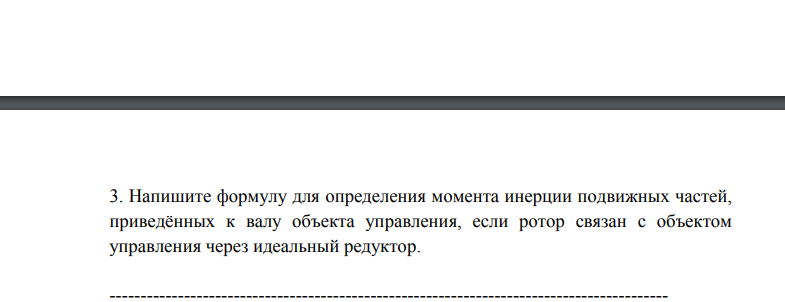 3. Напишите формулу для определения момента инерции подвижных частей,
приведённых к валу объекта управления, если ротор связан с объектом
управления через идеальный редуктор.
------------------------------------------------------------------------------------------